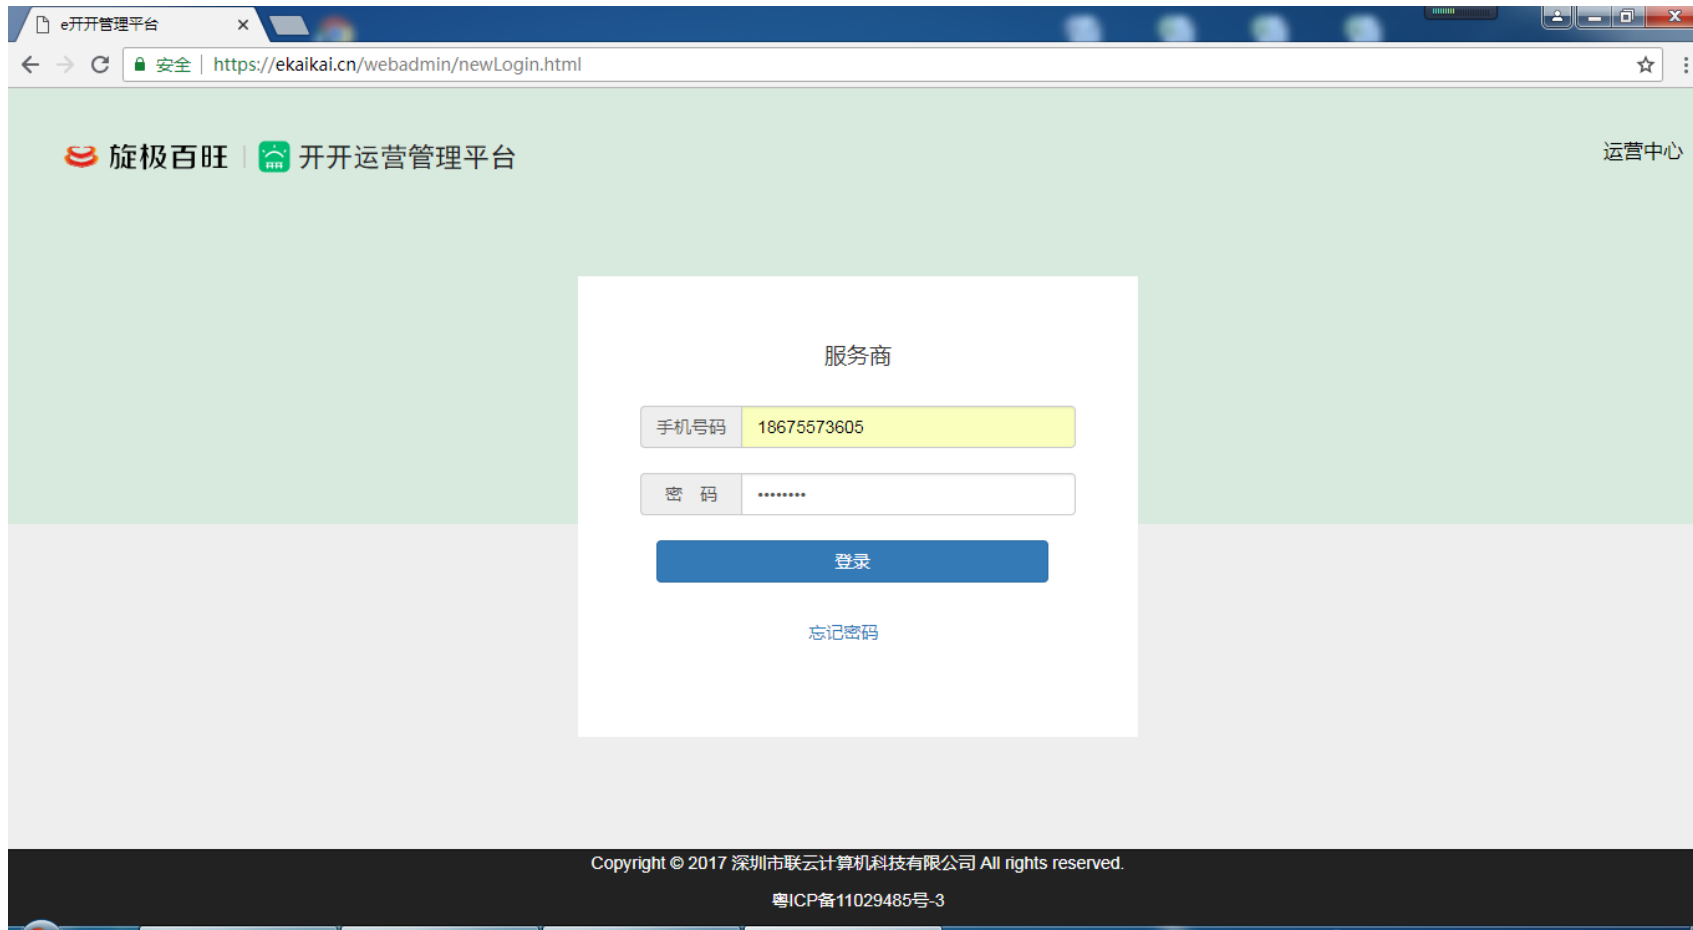 e开开管理平台
安全 | https://ekaikai.cn/webadmin/newLogin.html
旋极百旺 | 开开运营管理平台
运营中心
服务商
手机号码 18675573605
密 码 ••••••••
登录
忘记密码
Copyright © 2017 深圳市联云计算机科技有限公司 All rights reserved.
粤ICP备11029485号-3